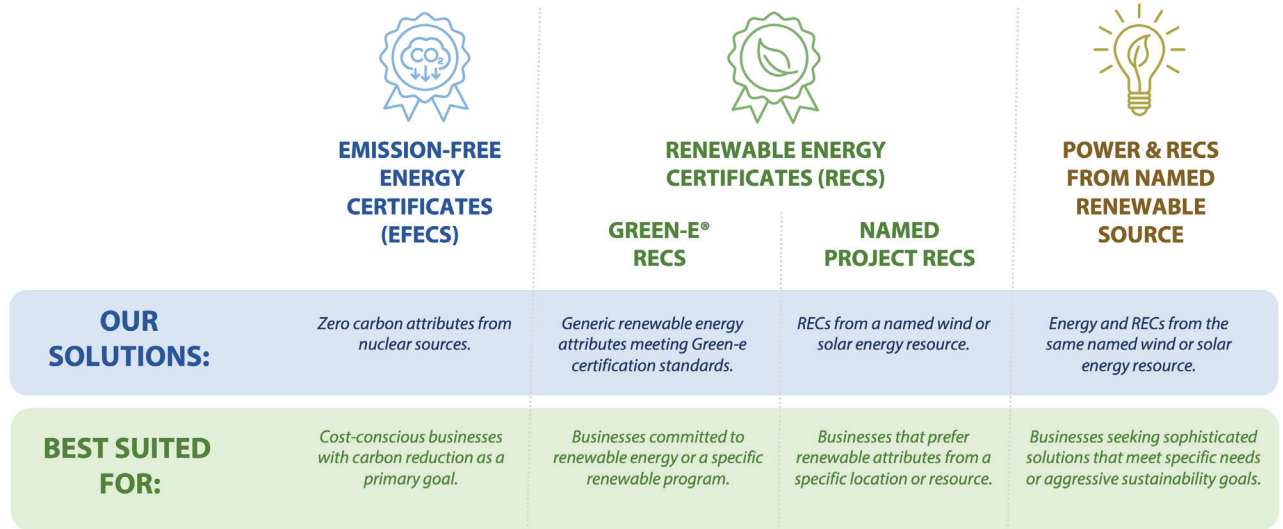 CO₂
EMISSION-FREE
ENERGY
CERTIFICATES
(EFECS)
RENEWABLE ENERGY
CERTIFICATES (RECS)
GREEN-E®
RECS
NAMED
PROJECT RECS
POWER & RECS
FROM NAMED
RENEWABLE
SOURCE
OUR
SOLUTIONS:
Zero carbon attributes from
nuclear sources.
Generic renewable energy
attributes meeting Green-e
certification standards.
RECs from a named wind or
solar energy resource.
Energy and RECs from the
same named wind or solar
energy resource.
BEST SUITED
FOR:
Cost-conscious businesses
with carbon reduction as a
primary goal.
Businesses committed to
renewable energy or a specific
renewable program.
Businesses that prefer
renewable attributes from a
specific location or resource.
Businesses seeking sophisticated
solutions that meet specific needs
or aggressive sustainability goals.